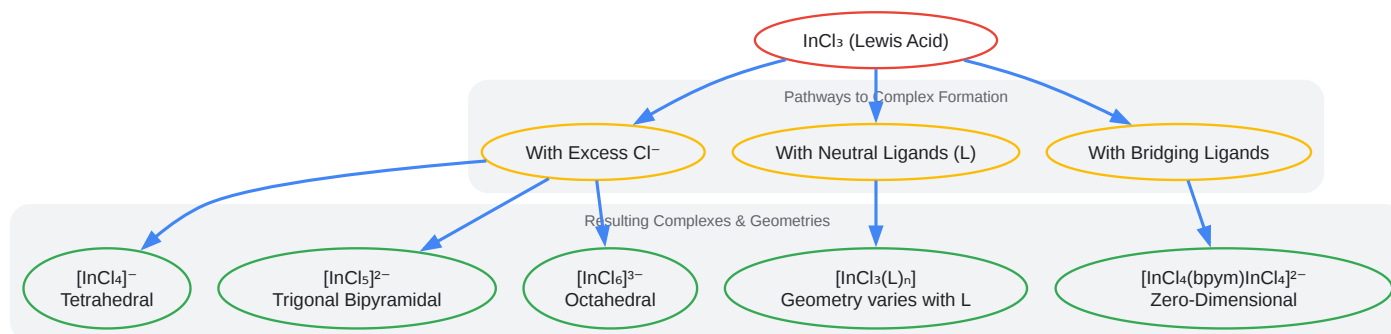 InCl₃ (Lewis Acid)
Pathways to Complex Formation
With Excess Cl⁻
With Neutral Ligands (L)
With Bridging Ligands
Resulting Complexes & Geometries
[InCl₄]⁻
Tetrahedral
[InCl₅]²⁻
Trigonal Bipyramidal
[InCl₆]³⁻
Octahedral
[InCl₃(L)ₙ]
Geometry varies with L
[InCl₄(bpym)InCl₄]²⁻
Zero-Dimensional